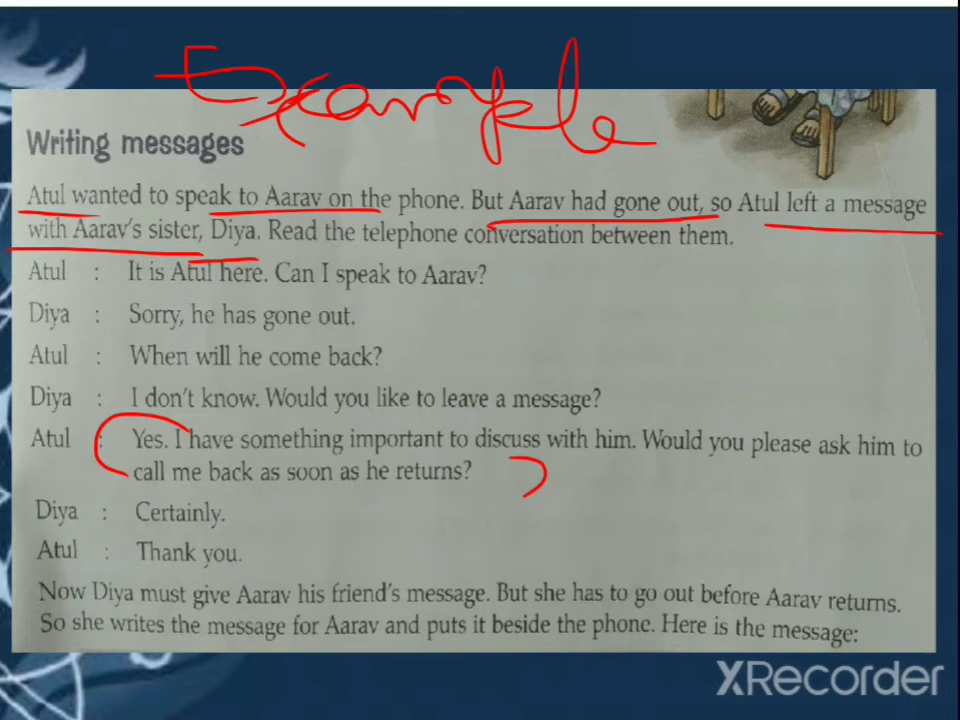 Example
Writing messages
Atul wanted to speak to Aarav on the phone. But Aarav had gone out, so Atul left a message
with Aarav's sister, Diya. Read the telephone conversation between them.
Atul : It is Atul here. Can I speak to Aarav?
Diya : Sorry, he has gone out.
Atul : When will he come back?
Diya : I don't know. Would you like to leave a message?
Atul : Yes. I have something important to discuss with him. Would you please ask him to
call me back as soon as he returns?
Diya : Certainly.
Atul : Thank you.
Now Diya must give Aarav his friend's message. But she has to go out before Aarav returns.
So she writes the message for Aarav and puts it beside the phone. Here is the message:
XRecorder